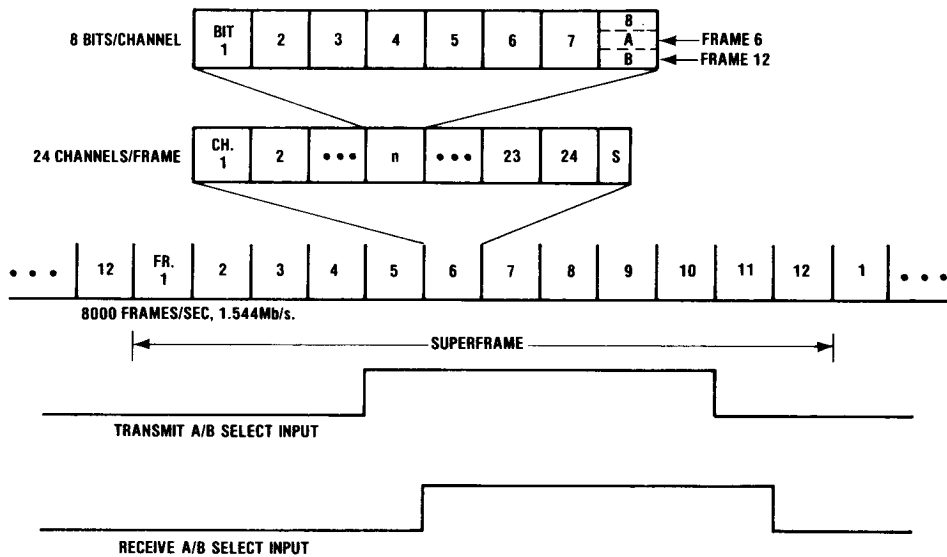 8 BITS/CHANNEL
BIT 1
2
3
4
5
6
7
8
A
B
FRAME 6
FRAME 12
24 CHANNELS/FRAME
CH. 1
2
•••
n
•••
23
24
S
••• 12 FR. 1 2 3 4 5 6 7 8 9 10 11 12 1 •••
8000 FRAMES/SEC, 1.544Mb/s.
SUPERFRAME
TRANSMIT A/B SELECT INPUT
RECEIVE A/B SELECT INPUT